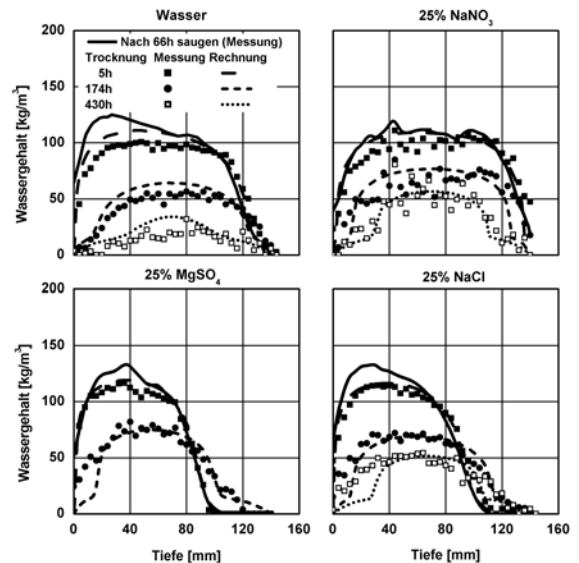 Wasser
25% NaNO3
200
150
100
50
0
Wassergehalt [kg/m³]
Nach 66h saugen (Messung)
Trocknung Messung Rechnung
5h
174h
430h
25% MgSO4
25% NaCl
200
150
100
50
0
Wassergehalt [kg/m³]
0 40 80 120 160
0 40 80 120 160
Tiefe [mm]
Tiefe [mm]